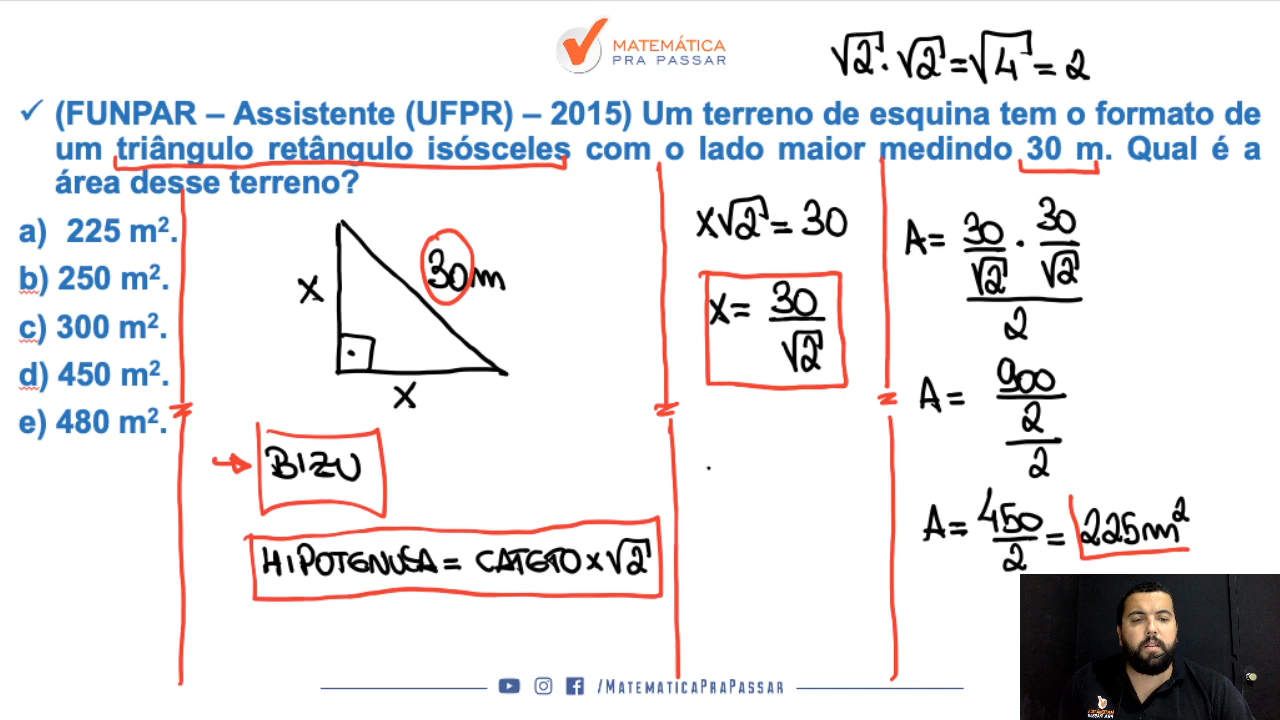 MATEMÁTICA
PRA PASSAR
√2 . √2 = √4 = 2
✓ (FUNPAR – Assistente (UFPR) – 2015) Um terreno de esquina tem o formato de
um triângulo retângulo isósceles com o lado maior medindo 30 m. Qual é a
área desse terreno?
a) 225 m².
b) 250 m².
c) 300 m².
d) 450 m².
e) 480 m².
x
30m
x
→ BIZU
HIPOTENUSA = CATETO x √2
x√2 = 30
x = 30
√2
A = 30 . 30
√2 √2
2
A = 900
2
2
A = 450 = 225m²
2
/MATEMATICAPRAPASSAR